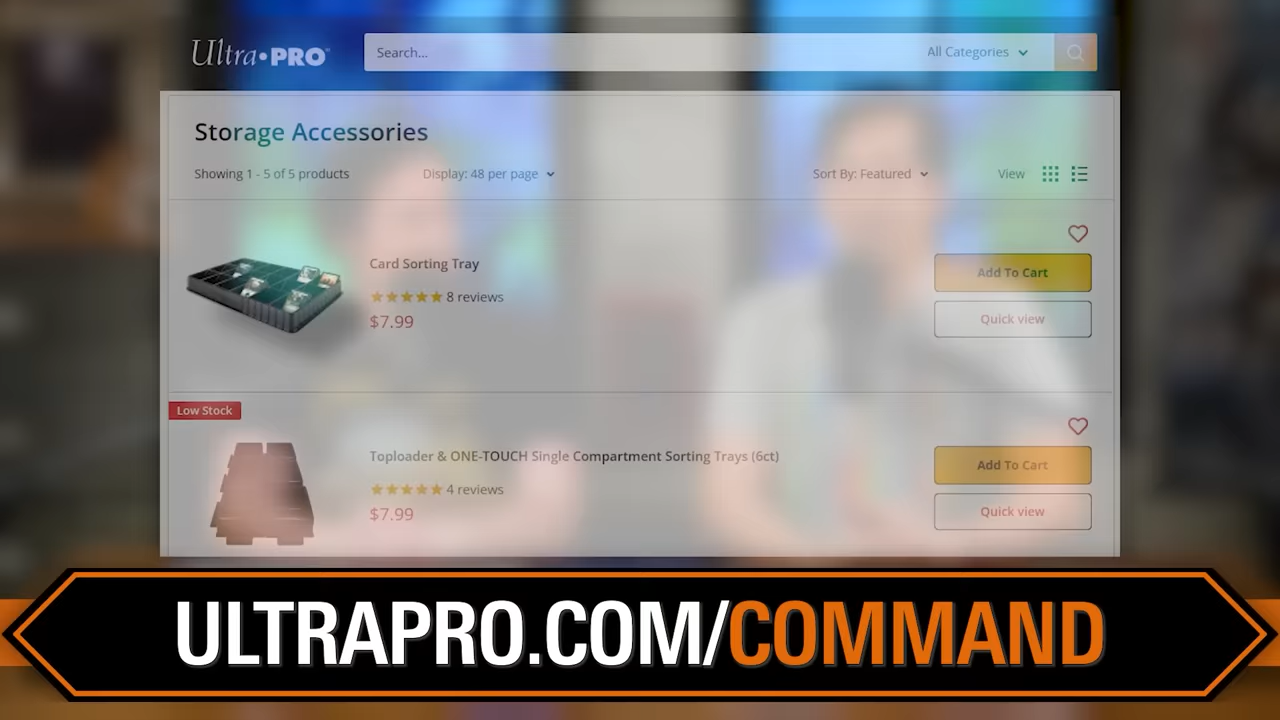 Ultra•PRO
Search...
All Categories
Storage Accessories
Showing 1 - 5 of 5 products
Display: 48 per page
Sort By: Featured
View
Card Sorting Tray
8 reviews
$7.99
Add To Cart
Quick view
Low Stock
Toploader & ONE-TOUCH Single Compartment Sorting Trays (6ct)
4 reviews
$7.99
Add To Cart
Quick view
ULTRAPRO.COM/COMMAND